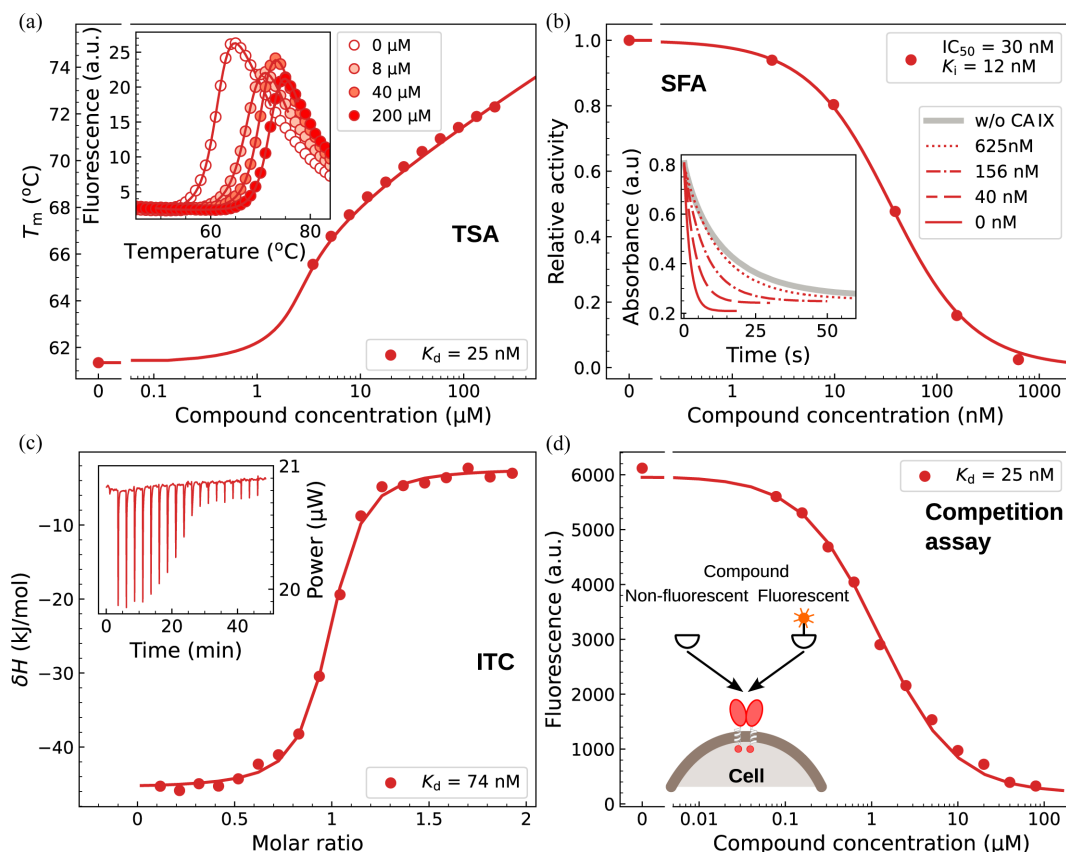 (a)
74
72
70
68
66
64
62
Tm (°C)
25
20
15
10
5
Fluorescence (a.u.)
60
80
Temperature (°C)
0 μM
8 μM
40 μM
200 μM
TSA
Kd = 25 nM
0
0.1
1
10
100
Compound concentration (μM)
(b)
1.0
0.8
0.6
0.4
0.2
0.0
Relative activity
SFA
IC50 = 30 nM
Ki = 12 nM
w/o CA IX
625nM
156 nM
40 nM
0 nM
0.8
0.6
0.4
0.2
Absorbance (a.u)
0
25
50
Time (s)
0
1
10
100
1000
Compound concentration (nM)
(c)
−10
−20
−30
−40
δH (kJ/mol)
21
20
Power (μW)
0
20
40
Time (min)
ITC
Kd = 74 nM
0
0.5
1
1.5
2
Molar ratio
(d)
6000
5000
4000
3000
2000
1000
0
Fluorescence (a.u.)
Kd = 25 nM
Competition
assay
Compound
Non-fluorescent Fluorescent
Cell
0
0.01
0.1
1
10
100
Compound concentration (μM)